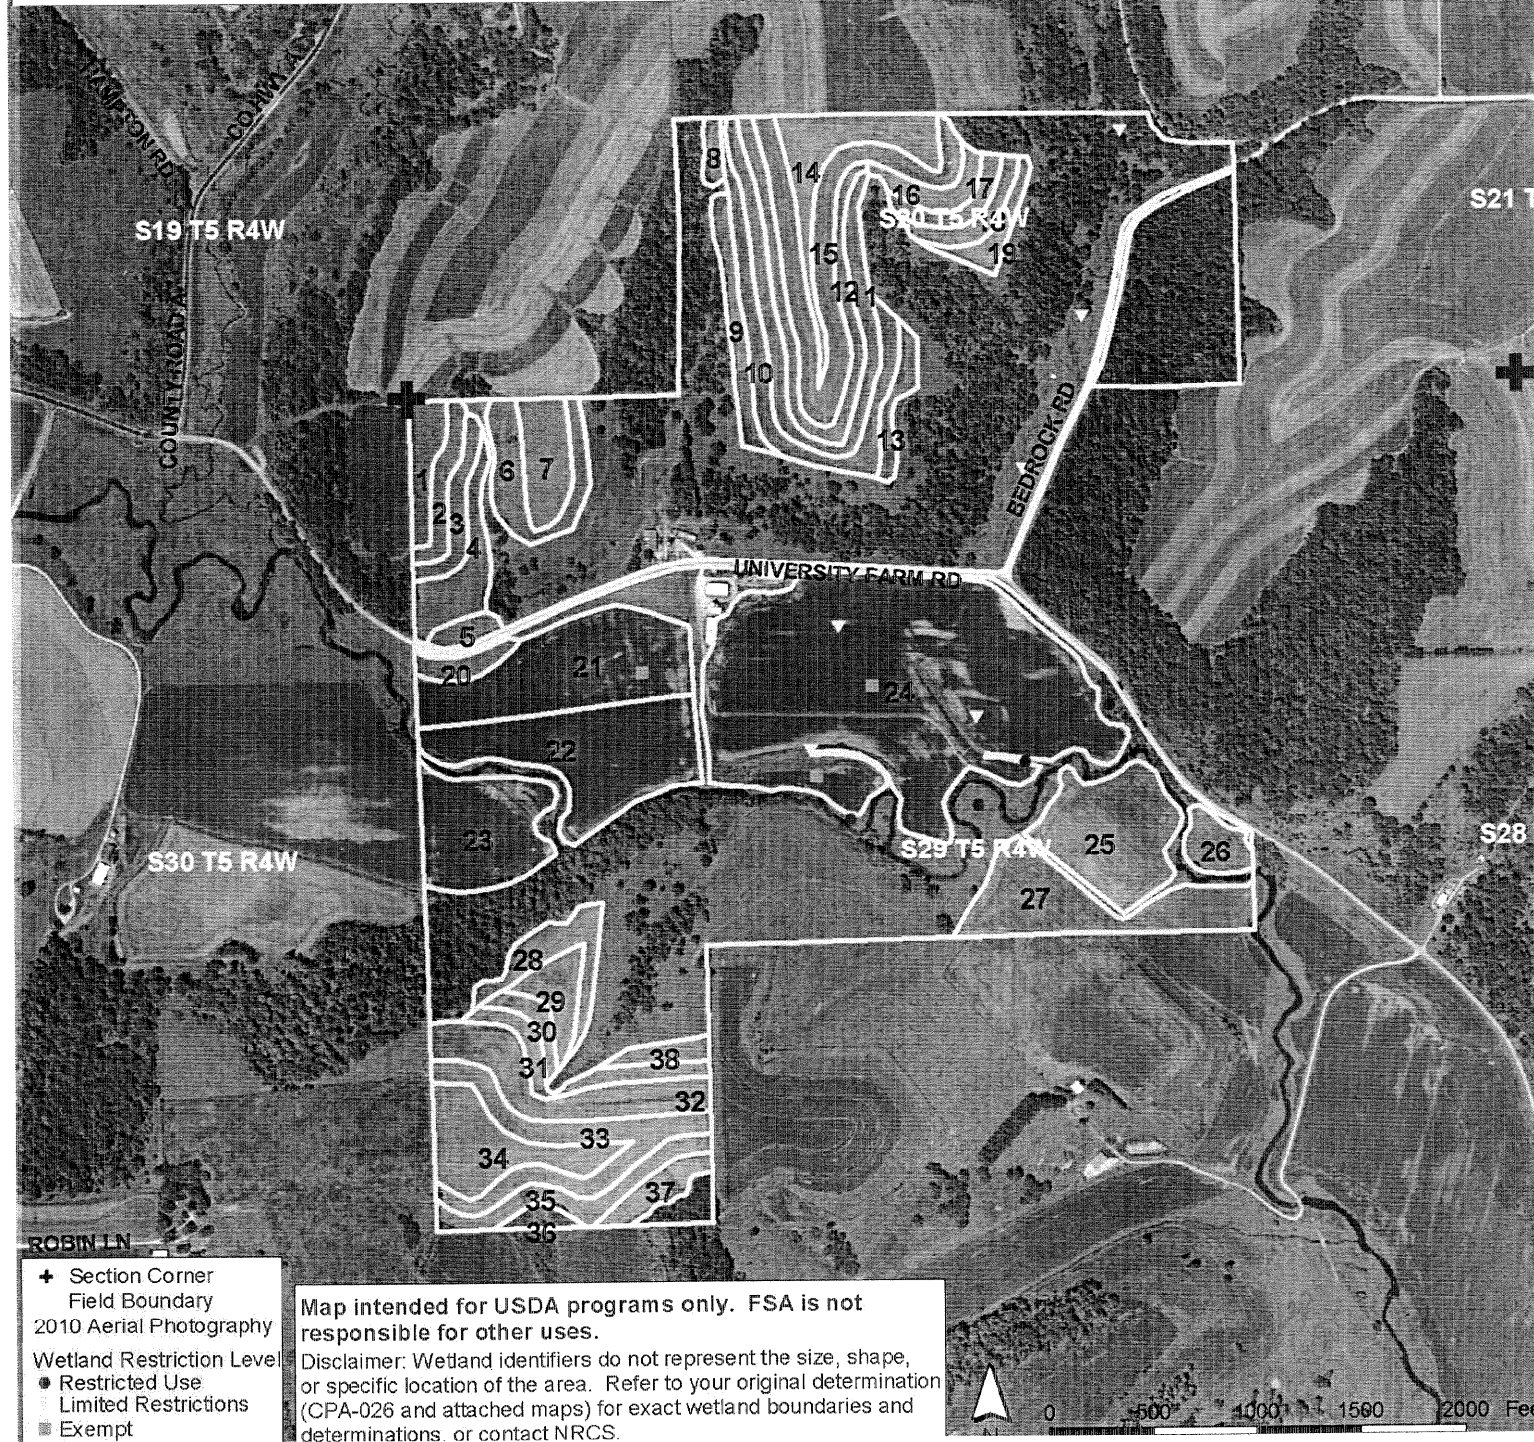 HAMPTON RD
CO HWY A
S19 T5 R4W
COUNTY ROAD A
S20 T5 R4W
S21 T
8
14
16
17
19
15
12
11
9
10
13
BEDROCK RD
1
2
3
4
6
7
UNIVERSITY FARM RD
5
20
21
24
22
23
S30 T5 R4W
S29 T5 R4W
25
26
S28
27
28
29
30
31
38
32
33
34
35
37
36
ROBIN LN
Section Corner
Field Boundary
2010 Aerial Photography
Wetland Restriction Level
Restricted Use
Limited Restrictions
Exempt
Map intended for USDA programs only. FSA is not
responsible for other uses.
Disclaimer: Wetland identifiers do not represent the size, shape,
or specific location of the area. Refer to your original determination
(CPA-026 and attached maps) for exact wetland boundaries and
determinations, or contact NRCS.
N
0 500 1000 1500 2000 Fee